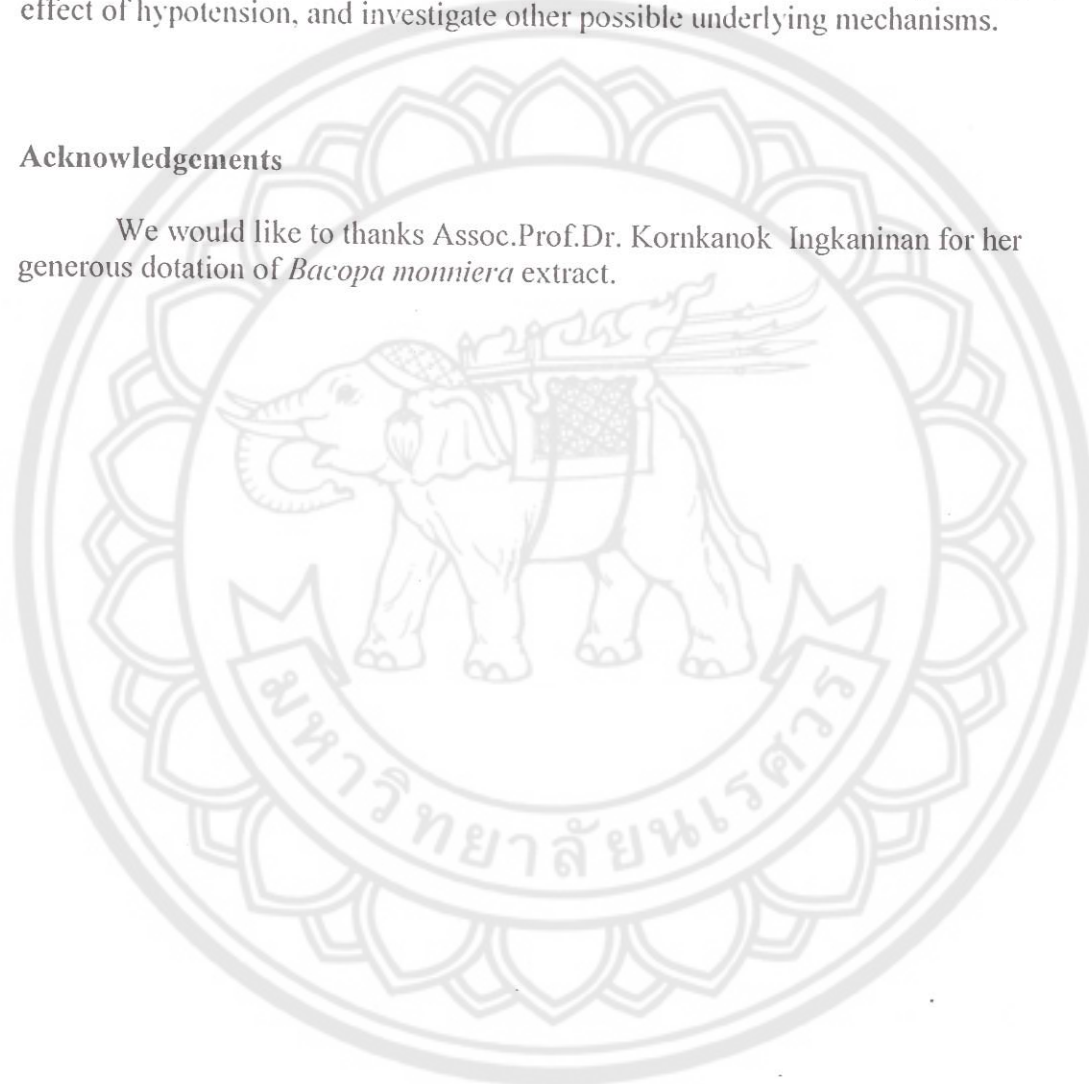 effect of hypotension, and investigate other possible underlying mechanisms.
Acknowledgements
We would like to thanks Assoc.Prof.Dr. Kornkanok Ingkaninan for her
generous dotation of Bacopa monniera extract.
มหาวิทยาลัยนเรศวร